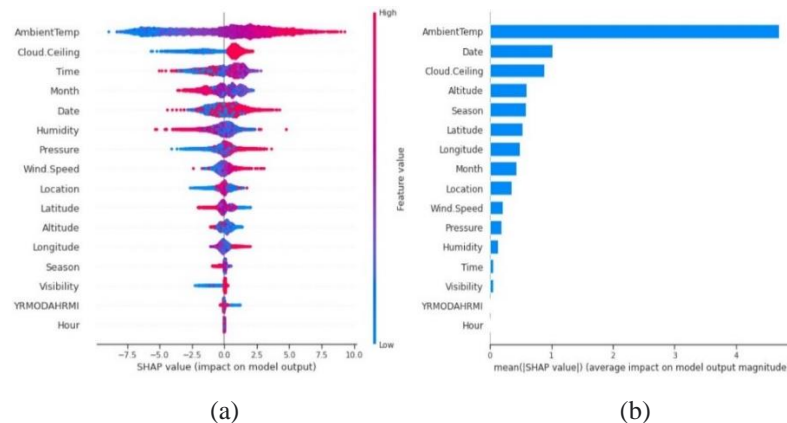 High
AmbientTemp
Cloud.Ceiling
Time
Month
Date
Humidity
Pressure
Wind.Speed
Location
Latitude
Altitude
Longitude
Season
Visibility
YRMODAHRMI
Hour
Feature value
Low
-7.5 -5.0 -2.5 0.0 2.5 5.0 7.5 10.0
SHAP value (impact on model output)
(a)
AmbientTemp
Date
Cloud.Ceiling
Altitude
Season
Latitude
Longitude
Month
Location
Wind.Speed
Pressure
Humidity
Time
Visibility
YRMODAHRMI
Hour
0 1 2 3 4
mean(|SHAP value|) (average impact on model output magnitude
(b)